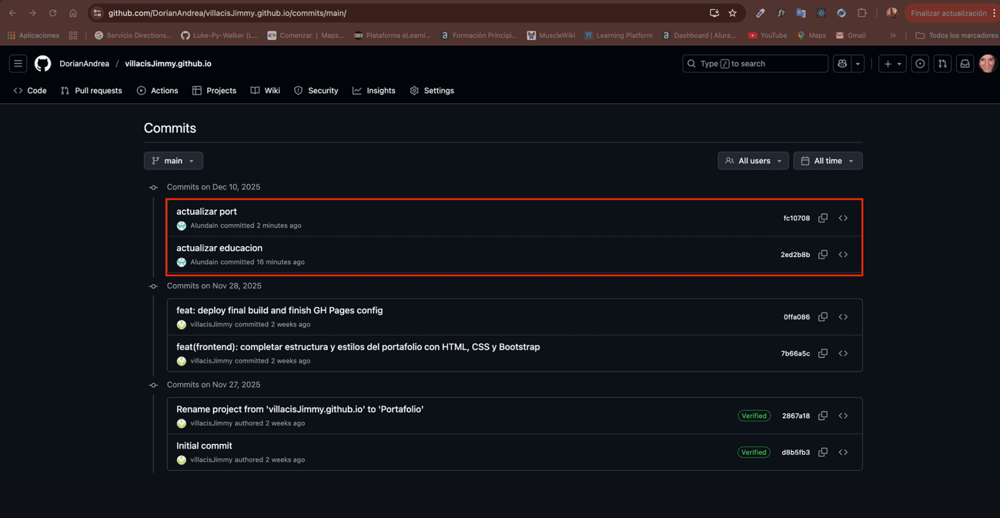 github.com/DorianAndrea/villacisJimmy.github.io/commits/main/
Finalizar actualización
Aplicaciones
Servicio Directions...
Luke-Py-Walker (L...
Comenzar | Maps...
Plataforma eLearni...
Formación Principi...
MuscleWiki
Learning Platform
Dashboard | Alura...
YouTube
Maps
Gmail
»
Todos los marcadores
DorianAndrea / villacisJimmy.github.io
Type / to search
Code
Pull requests
Actions
Projects
Wiki
Security
Insights
Settings
Commits
main
All users
All time
Commits on Dec 10, 2025
actualizar port
Alundain committed 2 minutes ago
fc10708
actualizar educacion
Alundain committed 16 minutes ago
2ed2b8b
Commits on Nov 28, 2025
feat: deploy final build and finish GH Pages config
villacisJimmy committed 2 weeks ago
0ffa086
feat(frontend): completar estructura y estilos del portafolio con HTML, CSS y Bootstrap
villacisJimmy committed 2 weeks ago
7b66a5c
Commits on Nov 27, 2025
Rename project from 'villacisJimmy.github.io' to 'Portafolio'
villacisJimmy authored 2 weeks ago
Verified
2867a18
Initial commit
villacisJimmy authored 2 weeks ago
Verified
d8b5fb3